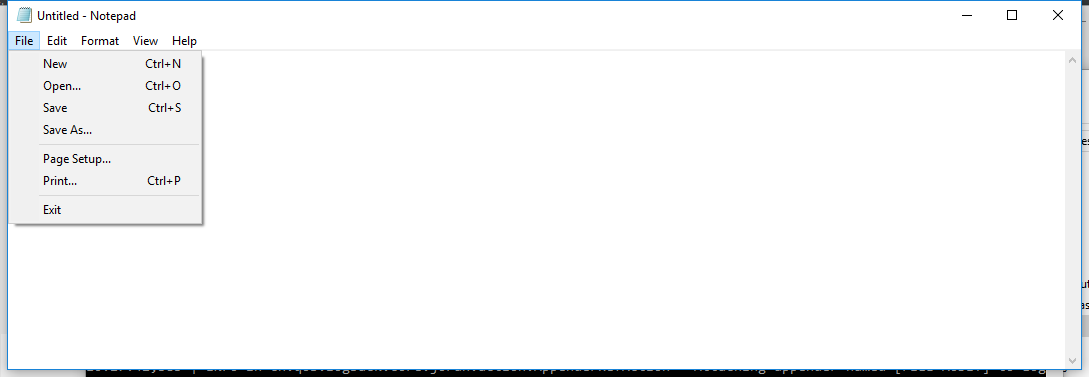 Untitled - Notepad
File Edit Format View Help
New Ctrl+N
Open... Ctrl+O
Save Ctrl+S
Save As...
Page Setup...
Print... Ctrl+P
Exit